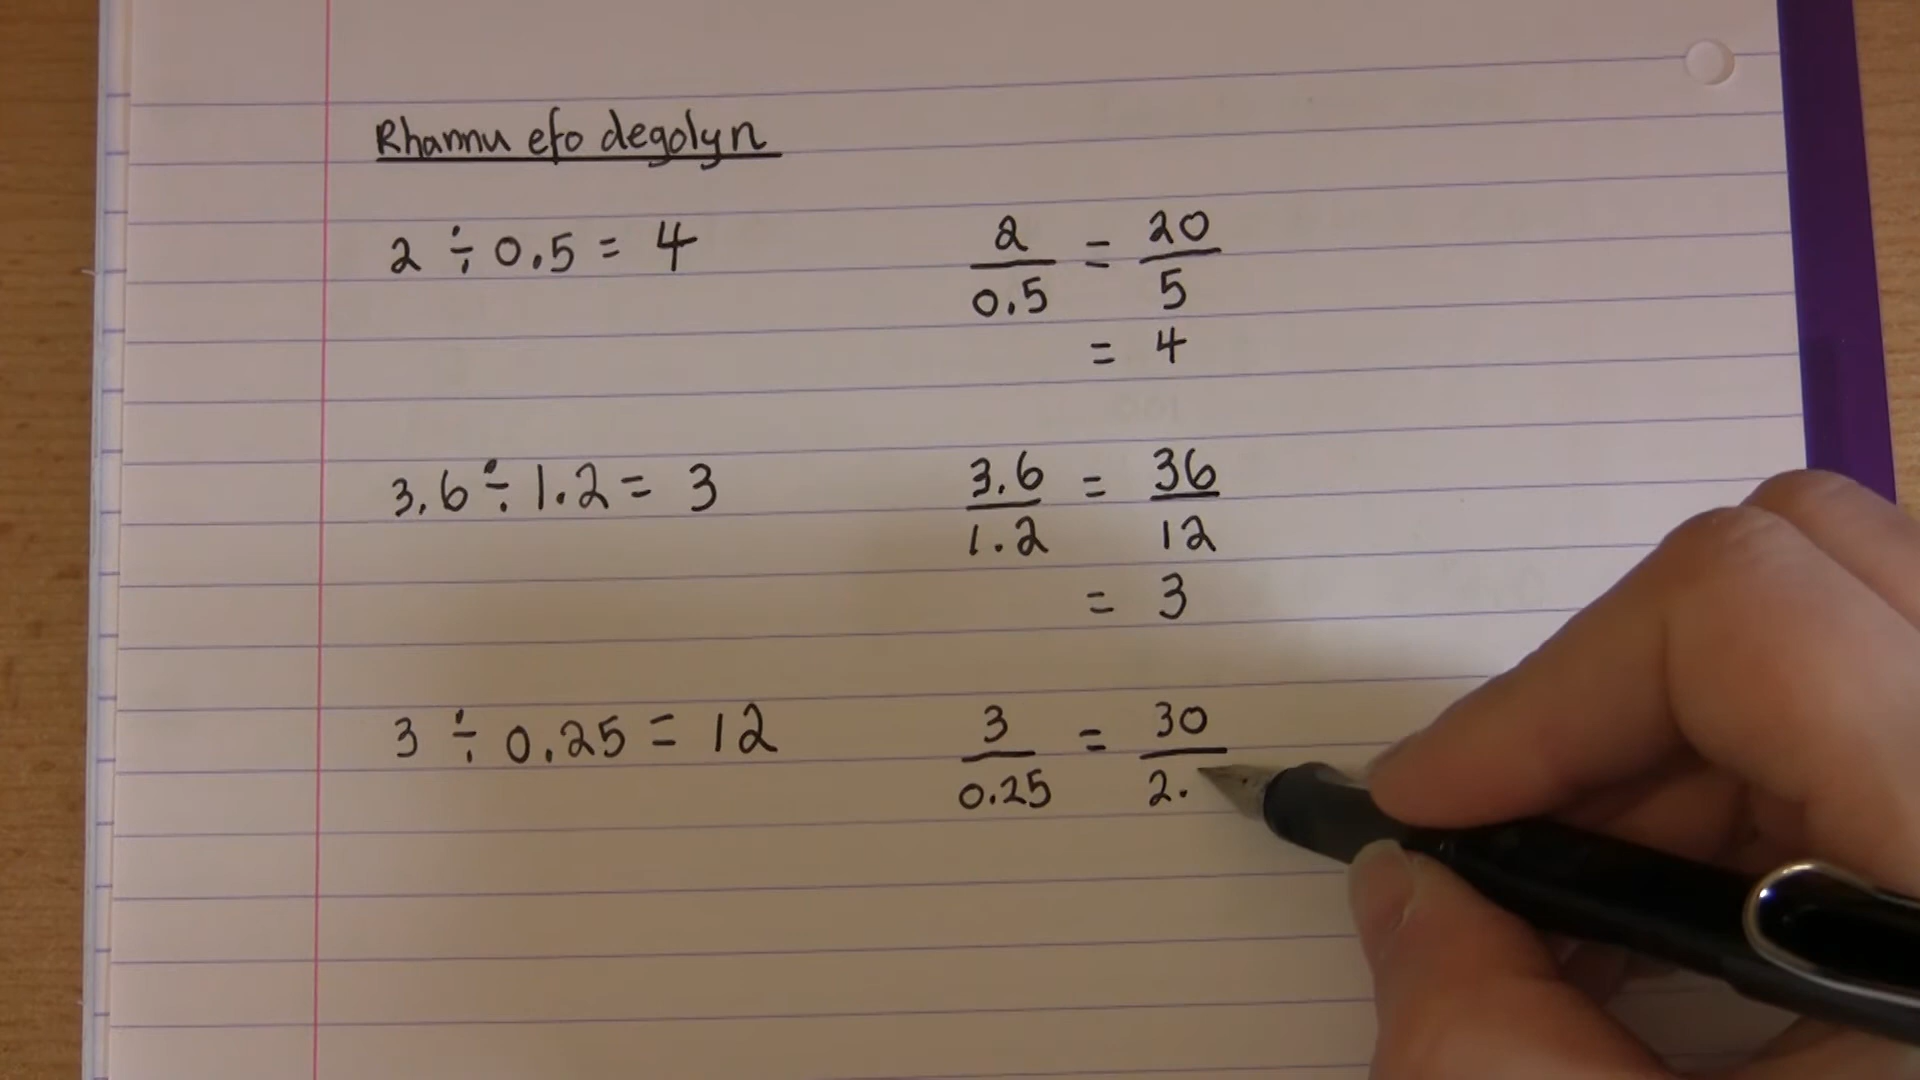 Rhannu efo degolyn
2 ÷ 0.5 = 4
2/0.5 = 20/5
= 4
3.6 ÷ 1.2 = 3
3.6/1.2 = 36/12
= 3
3 ÷ 0.25 = 12
3/0.25 = 30/2.